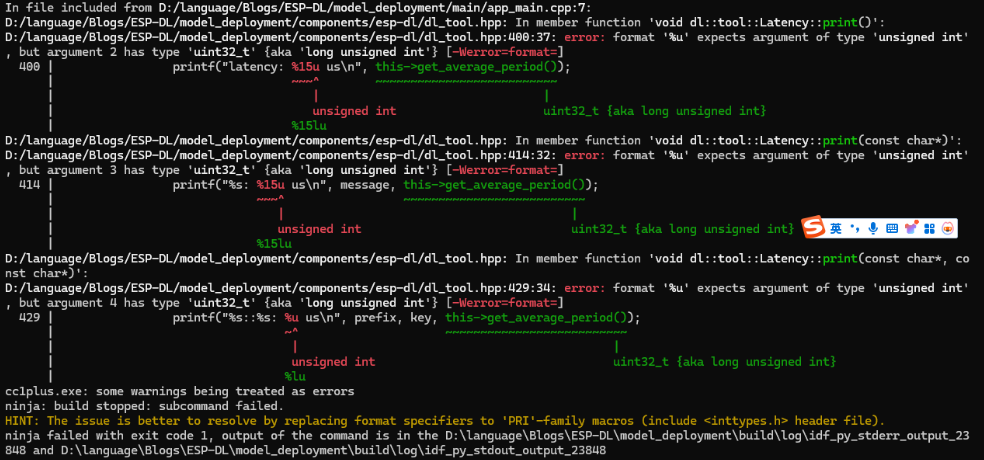 In file included from D:/language/Blogs/ESP-DL/model_deployment/main/app_main.cpp:7:
D:/language/Blogs/ESP-DL/model_deployment/components/esp-dl/dl_tool.hpp: In member function 'void dl::tool::Latency::print()':
D:/language/Blogs/ESP-DL/model_deployment/components/esp-dl/dl_tool.hpp:400:37: error: format '%u' expects argument of type 'unsigned int'
, but argument 2 has type 'uint32_t' {aka 'long unsigned int'} [-Werror=format=]
  400 |                 printf("latency: %15u us\n", this->get_average_period());
      |                                  ~~~^        ~~~~~~~~~~~~~~~~~~~~~~~~~~
      |                                     |                                |
      |                                     unsigned int                     uint32_t {aka long unsigned int}
      |                                  %15lu
D:/language/Blogs/ESP-DL/model_deployment/components/esp-dl/dl_tool.hpp: In member function 'void dl::tool::Latency::print(const char*)':
D:/language/Blogs/ESP-DL/model_deployment/components/esp-dl/dl_tool.hpp:414:32: error: format '%u' expects argument of type 'unsigned int'
, but argument 3 has type 'uint32_t' {aka 'long unsigned int'} [-Werror=format=]
  414 |                 printf("%s: %15u us\n", message, this->get_average_period());
      |                             ~~~^                 ~~~~~~~~~~~~~~~~~~~~~~~~~~
      |                                |                                         |
      |                                unsigned int                              uint32_t {aka long unsigned int}
英
      |                             %15lu
D:/language/Blogs/ESP-DL/model_deployment/components/esp-dl/dl_tool.hpp: In member function 'void dl::tool::Latency::print(const char*, co
nst char*)':
D:/language/Blogs/ESP-DL/model_deployment/components/esp-dl/dl_tool.hpp:429:34: error: format '%u' expects argument of type 'unsigned int'
, but argument 4 has type 'uint32_t' {aka 'long unsigned int'} [-Werror=format=]
  429 |                 printf("%s::%s: %u us\n", prefix, key, this->get_average_period());
      |                                 ~^                     ~~~~~~~~~~~~~~~~~~~~~~~~~~
      |                                  |                                             |
      |                                  unsigned int                                  uint32_t {aka long unsigned int}
      |                                 %lu
cc1plus.exe: some warnings being treated as errors
ninja: build stopped: subcommand failed.
HINT: The issue is better to resolve by replacing format specifiers to 'PRI'-family macros (include <inttypes.h> header file).
ninja failed with exit code 1, output of the command is in the D:\language\Blogs\ESP-DL\model_deployment\build\log\idf_py_stderr_output_23
848 and D:\language\Blogs\ESP-DL\model_deployment\build\log\idf_py_stdout_output_23848